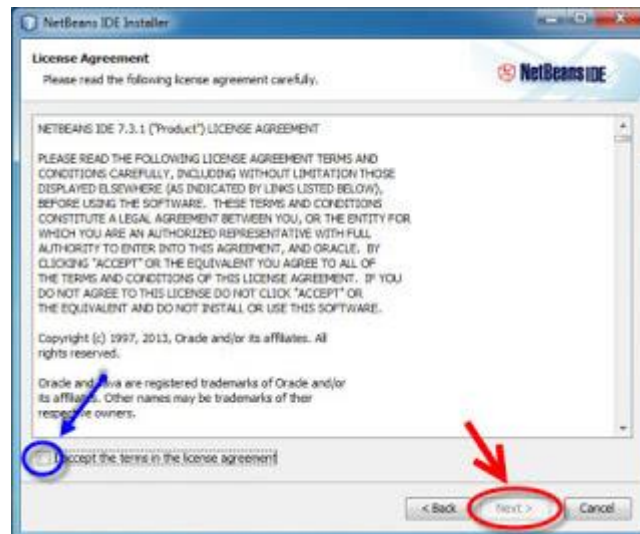 NetBeans IDE Installer
License Agreement
Please read the following license agreement carefully.
NetBeans IDE
NETBEANS IDE 7.3.1 ("Product") LICENSE AGREEMENT
PLEASE READ THE FOLLOWING LICENSE AGREEMENT TERMS AND
CONDITIONS CAREFULLY, INCLUDING WITHOUT LIMITATION THOSE
DISPLAYED ELSEWHERE (AS INDICATED BY LINKS LISTED BELOW),
BEFORE USING THE SOFTWARE. THESE TERMS AND CONDITIONS
CONSTITUTE A LEGAL AGREEMENT BETWEEN YOU, OR THE ENTITY FOR
WHICH YOU ARE AN AUTHORIZED REPRESENTATIVE WITH FULL
AUTHORITY TO ENTER INTO THIS AGREEMENT, AND ORACLE. BY
CLICKING "ACCEPT" OR THE EQUIVALENT YOU AGREE TO ALL OF
THE TERMS AND CONDITIONS OF THIS LICENSE AGREEMENT. IF YOU
DO NOT AGREE TO THIS LICENSE DO NOT CLICK "ACCEPT" OR
THE EQUIVALENT AND DO NOT INSTALL OR USE THIS SOFTWARE.
Copyright (c) 1997, 2013, Oracle and/or its affiliates. All
rights reserved.
Oracle and Java are registered trademarks of Oracle and/or
its affiliates. Other names may be trademarks of their
respective owners.
I accept the terms in the license agreement
< Back
Next >
Cancel